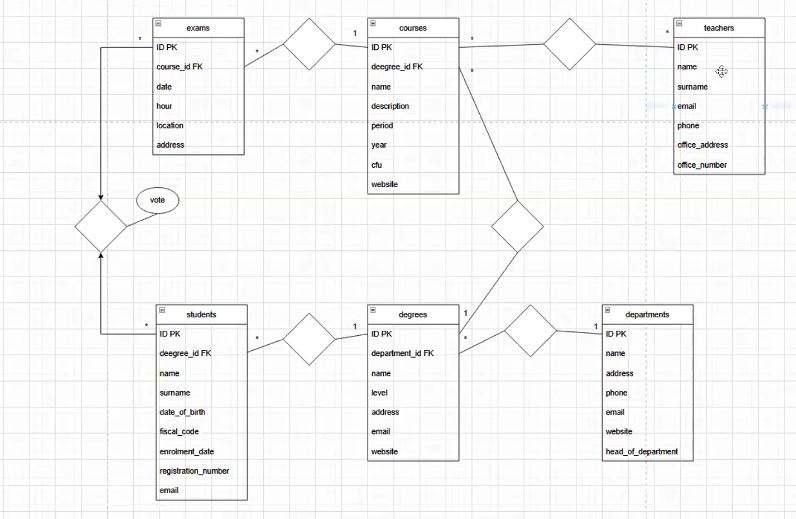 exams
ID PK
course_id FK
date
hour
location
address
*
*
1
courses
ID PK
deegree_id FK
name
description
period
year
cfu
website
*
*
*
teachers
ID PK
name
surname
email
phone
office_address
office_number
vote
students
ID PK
deegree_id FK
name
surname
date_of_birth
fiscal_code
enrolment_date
registration_number
email
*
*
1
degrees
ID PK
department_id FK
name
level
address
email
website
1
*
1
departments
ID PK
name
address
phone
email
website
head_of_department